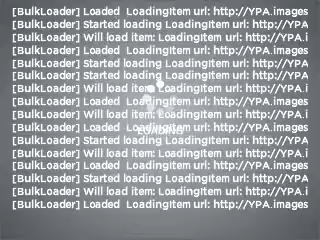 [BulkLoader] Loaded  LoadingItem url: http://YPA.images
[BulkLoader] Started loading LoadingItem url: http://YPA
[BulkLoader] Will load item: LoadingItem url: http://YPA.i
[BulkLoader] Loaded  LoadingItem url: http://YPA.images
[BulkLoader] Started loading LoadingItem url: http://YPA
[BulkLoader] Started loading LoadingItem url: http://YPA
[BulkLoader] Will load item: LoadingItem url: http://YPA.i
[BulkLoader] Loaded  LoadingItem url: http://YPA.images
[BulkLoader] Will load item: LoadingItem url: http://YPA.i
[BulkLoader] Loaded  LoadingItem url: http://YPA.images
LOADING
[BulkLoader] Started loading LoadingItem url: http://YPA
[BulkLoader] Will load item: LoadingItem url: http://YPA.i
[BulkLoader] Loaded  LoadingItem url: http://YPA.images
[BulkLoader] Started loading LoadingItem url: http://YPA
[BulkLoader] Will load item: LoadingItem url: http://YPA.i
[BulkLoader] Loaded  LoadingItem url: http://YPA.images